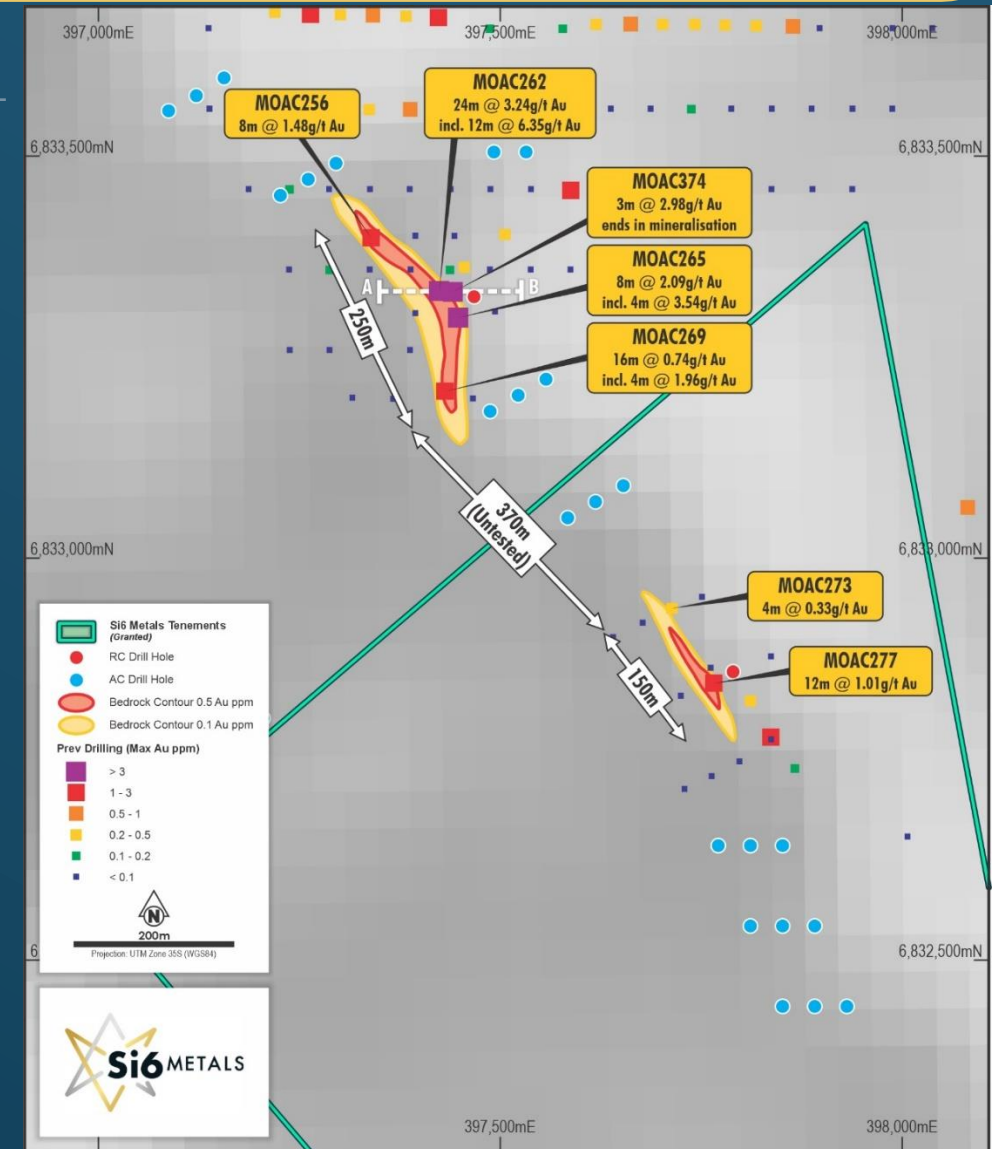 397,000mE
397,500mE
398,000mE
MOAC256
8m @ 1.48g/t Au
MOAC262
24m @ 3.24g/t Au
incl. 12m @ 6.35g/t Au
6,833,500mN
6,833,500mN
MOAC374
3m @ 2.98g/t Au
ends in mineralisation
A
B
MOAC265
8m @ 2.09g/t Au
incl. 4m @ 3.54g/t Au
250m
MOAC269
16m @ 0.74g/t Au
incl. 4m @ 1.96g/t Au
370m
(Untested)
6,833,000mN
6,833,000mN
MOAC273
4m @ 0.33g/t Au
MOAC277
12m @ 1.01g/t Au
150m
Si6 Metals Tenements
(Granted)
RC Drill Hole
AC Drill Hole
Bedrock Contour 0.5 Au ppm
Bedrock Contour 0.1 Au ppm
Prev Drilling (Max Au ppm)
> 3
1 - 3
0.5 - 1
0.2 - 0.5
0.1 - 0.2
< 0.1
N
200m
Projection: UTM Zone 35S (WGS84)
6
6,832,500mN
Si6 METALS
397,500mE
398,000mE